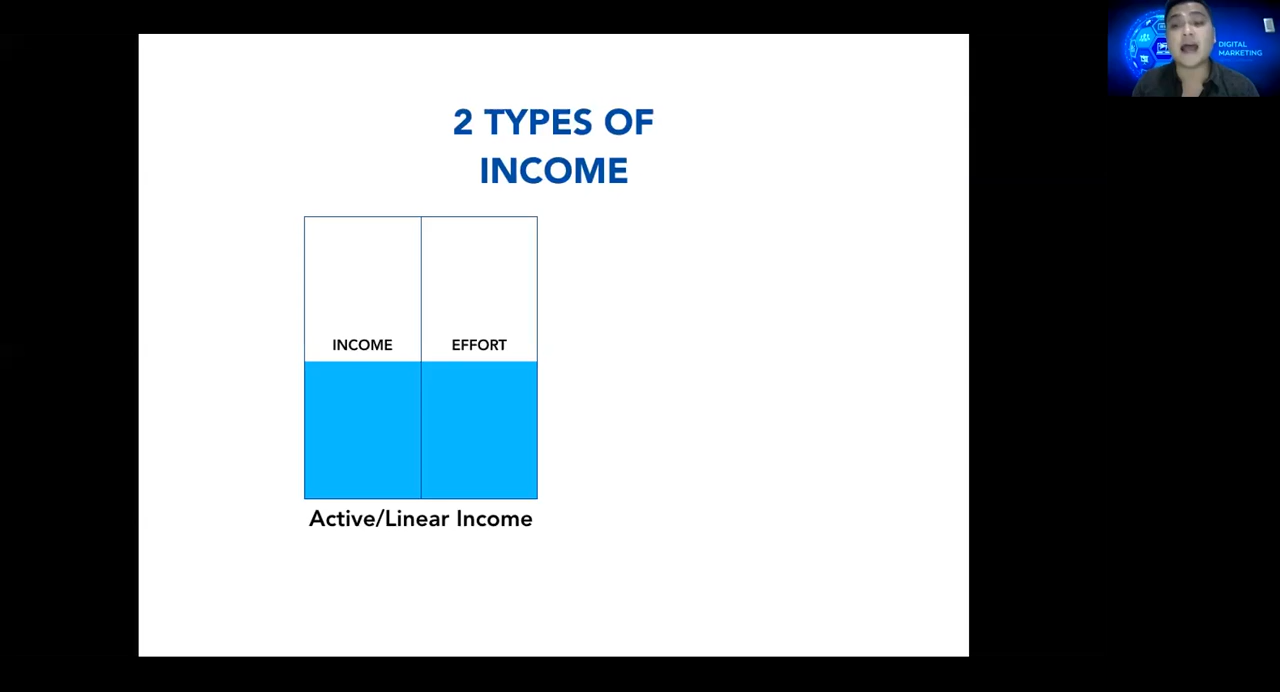 2 TYPES OF
INCOME
INCOME
EFFORT
Active/Linear Income
DIGITAL
MARKETING